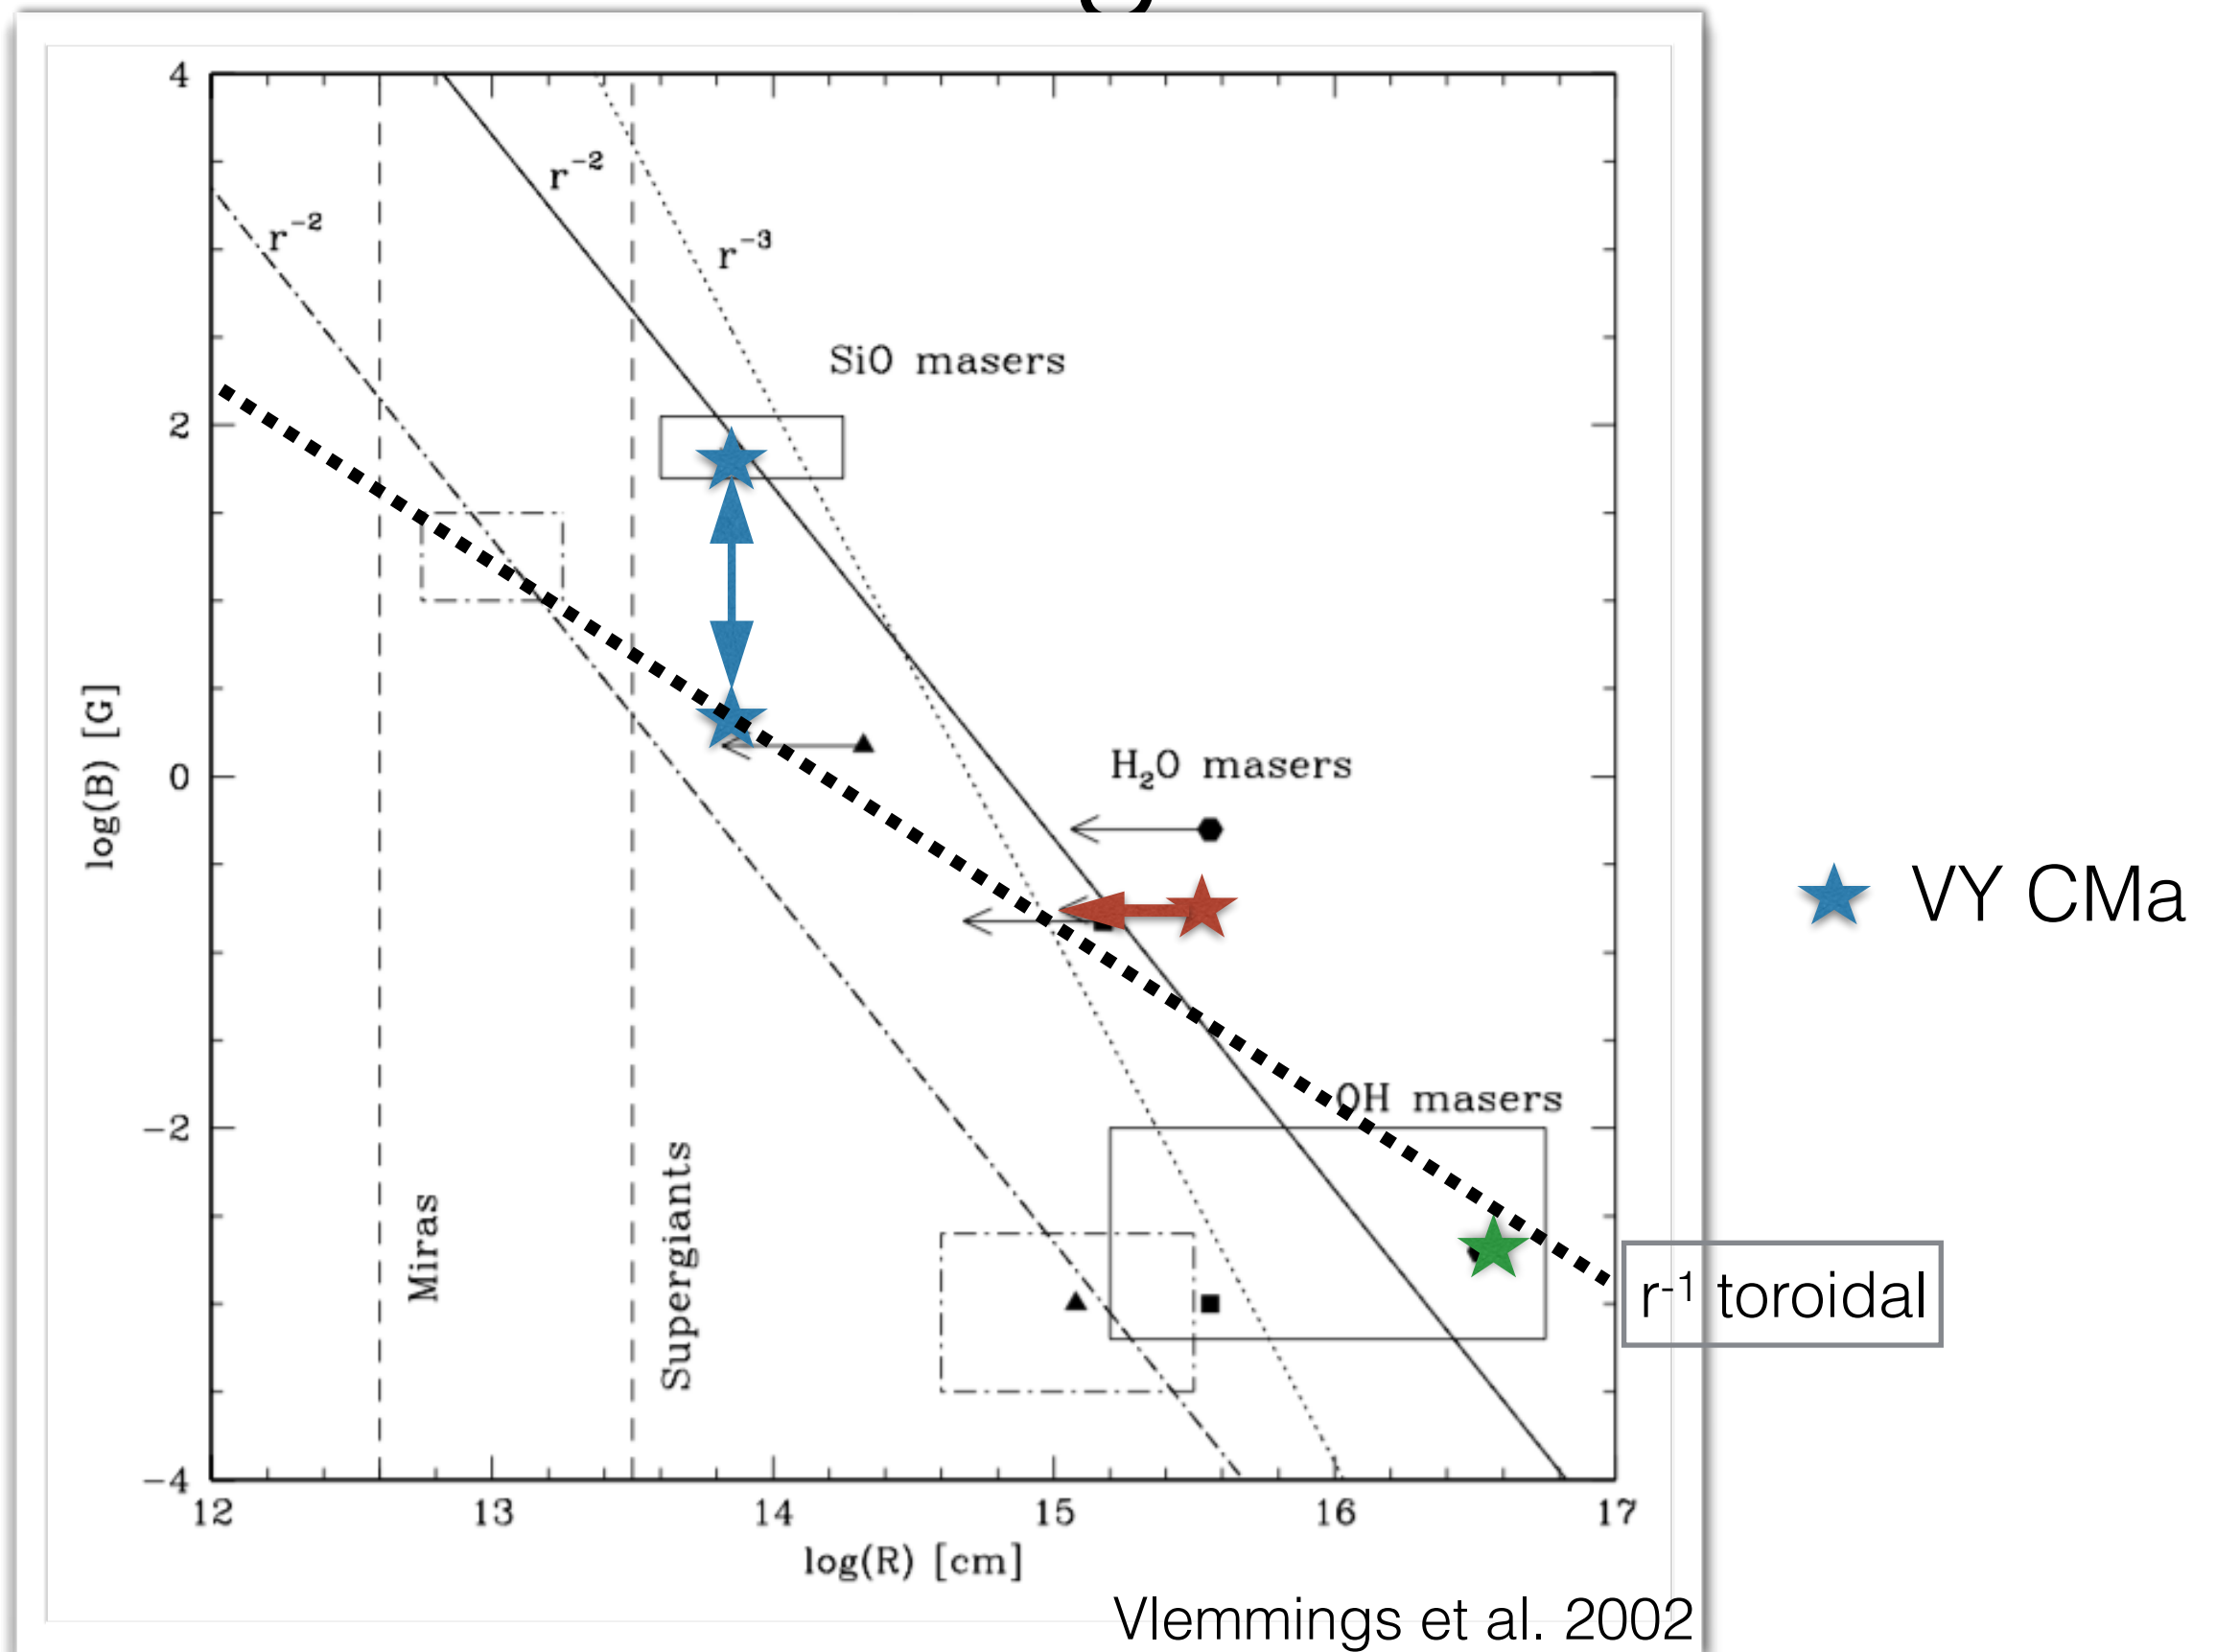 4
r⁻²
r⁻²
r⁻³
SiO masers
2
H₂O masers
0
log(B) [G]
VY CMa
OH masers
-2
Miras
Supergiants
r⁻¹ toroidal
-4
12 13 14 15 16 17
log(R) [cm]
Vlemmings et al. 2002